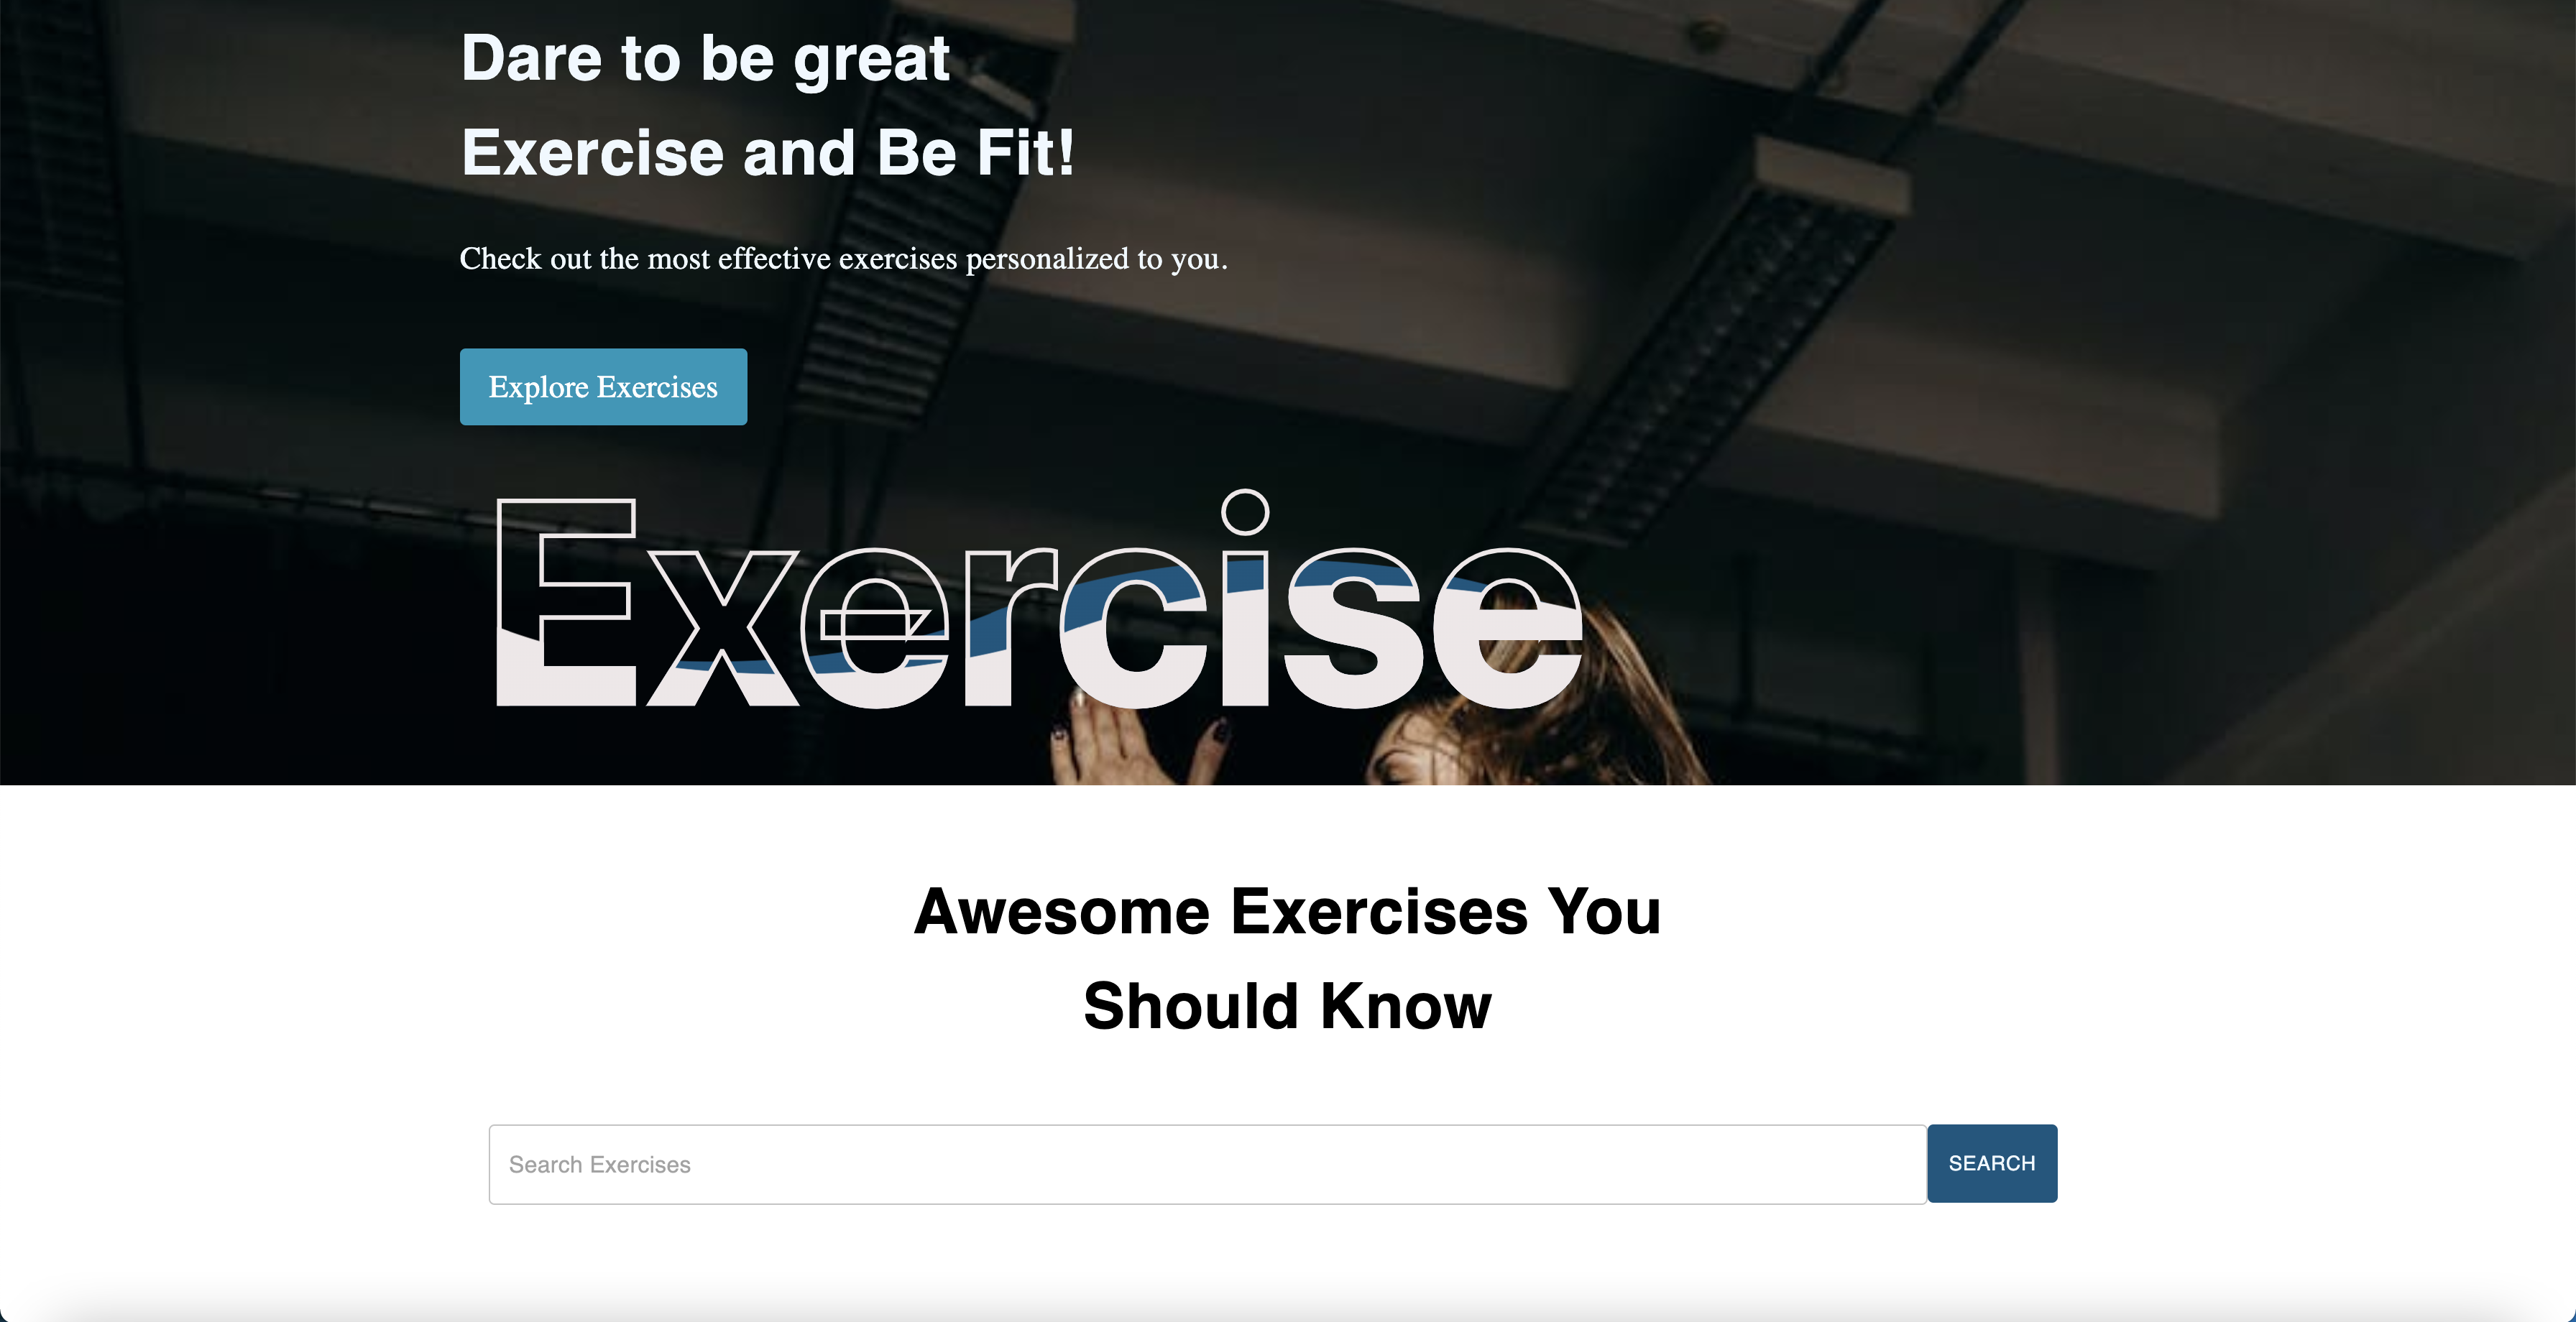 Dare to be great
Exercise and Be Fit!
Check out the most effective exercises personalized to you.
Explore Exercises
Exercise
Awesome Exercises You
Should Know
Search Exercises
SEARCH